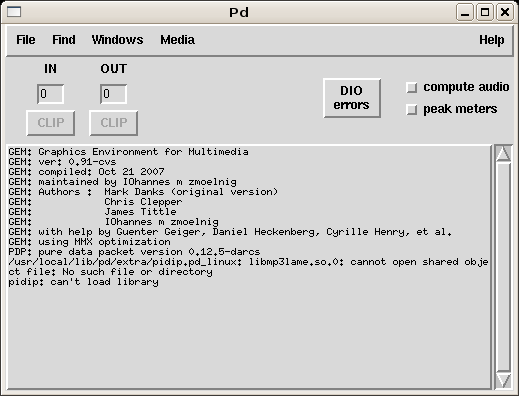 Pd
File Find Windows Media Help
IN OUT
0 0
CLIP CLIP
DIO
errors
compute audio
peak meters
GEM: Graphics Environment for Multimedia
GEM: ver: 0.91-cvs
GEM: compiled: Oct 21 2007
GEM: maintained by IOhannes m zmoelnig
GEM: Authors :  Mark Danks (original version)
GEM:            Chris Clepper
GEM:            James Tittle
GEM:            IOhannes m zmoelnig
GEM: with help by Guenter Geiger, Daniel Heckenberg, Cyrille Henry, et al.
GEM: using MMX optimization
PDP: pure data packet version 0.12.5-darcs
/usr/local/lib/pd/extra/pidip.pd_linux: libmp3lame.so.0: cannot open shared obje
ct file: No such file or directory
pidip: can't load library